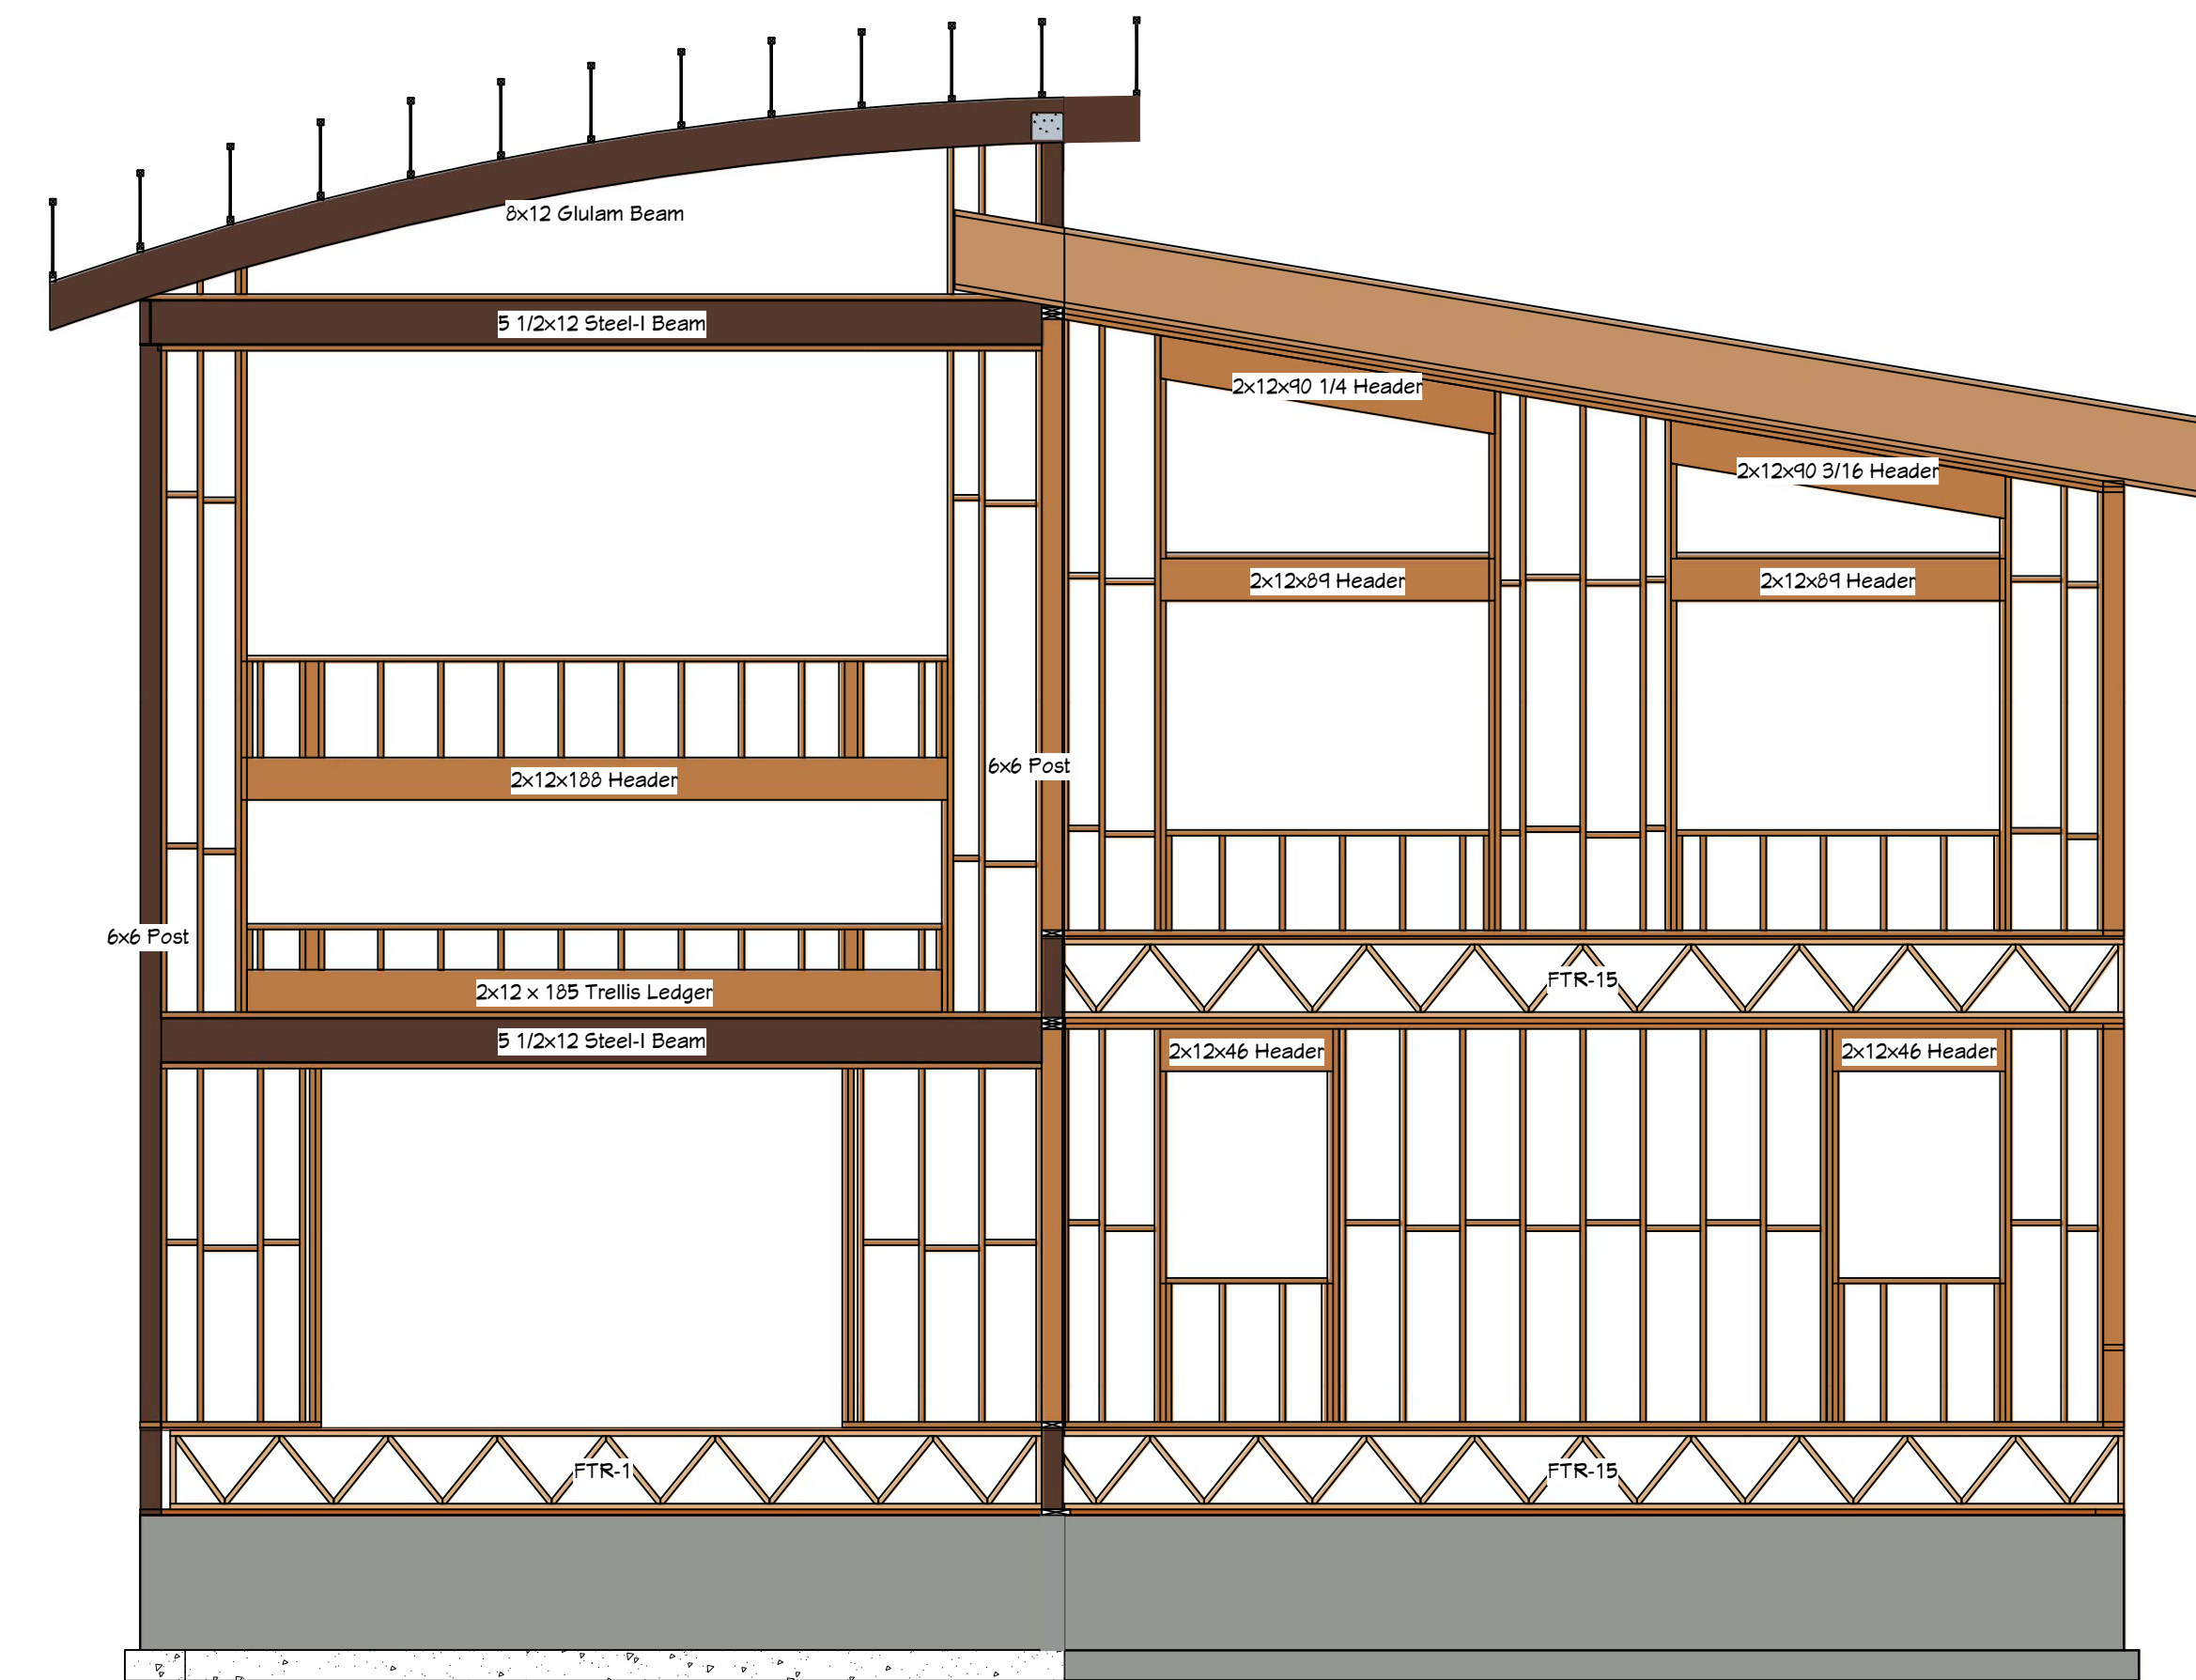 8x12 Glulam Beam
5 1/2x12 Steel-I Beam
2x12x90 1/4 Header
2x12x90 3/16 Header
2x12x89 Header
2x12x89 Header
6x6 Post
2x12x188 Header
6x6 Post
FTR-15
2x12 x 185 Trellis Ledger
5 1/2x12 Steel-I Beam
2x12x46 Header
2x12x46 Header
FTR-1
FTR-15